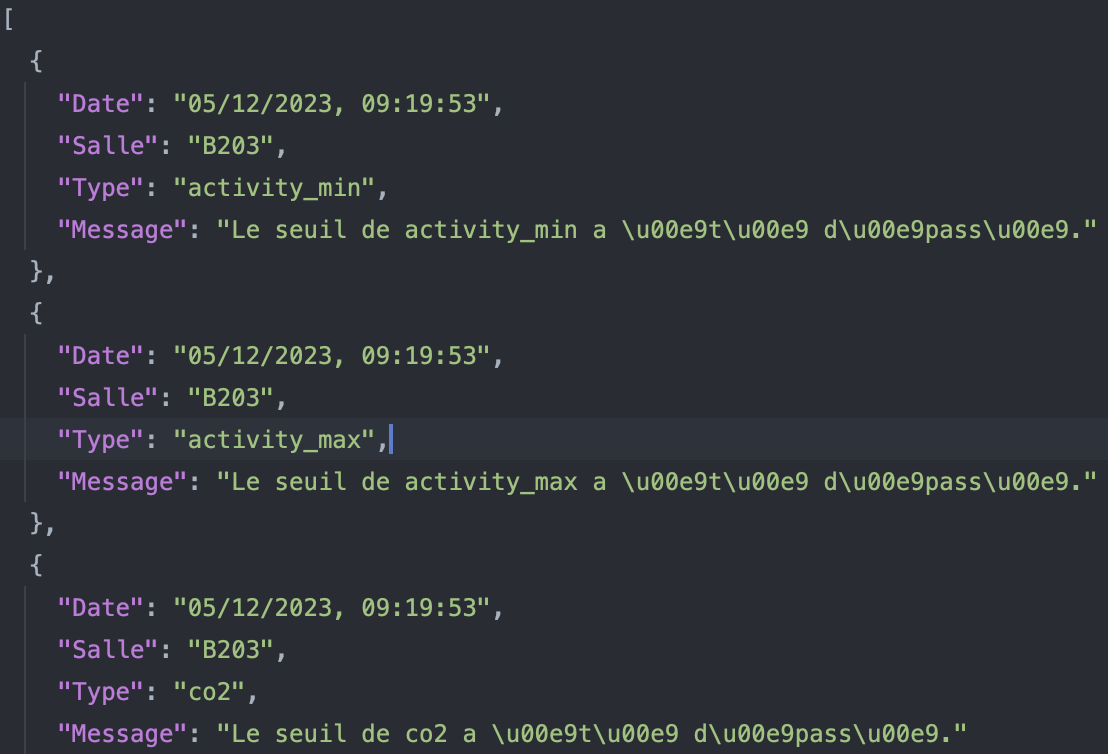 [
  {
    "Date": "05/12/2023, 09:19:53",
    "Salle": "B203",
    "Type": "activity_min",
    "Message": "Le seuil de activity_min a \u00e9t\u00e9 d\u00e9pass\u00e9."
  },
  {
    "Date": "05/12/2023, 09:19:53",
    "Salle": "B203",
    "Type": "activity_max",
    "Message": "Le seuil de activity_max a \u00e9t\u00e9 d\u00e9pass\u00e9."
  },
  {
    "Date": "05/12/2023, 09:19:53",
    "Salle": "B203",
    "Type": "co2",
    "Message": "Le seuil de co2 a \u00e9t\u00e9 d\u00e9pass\u00e9."